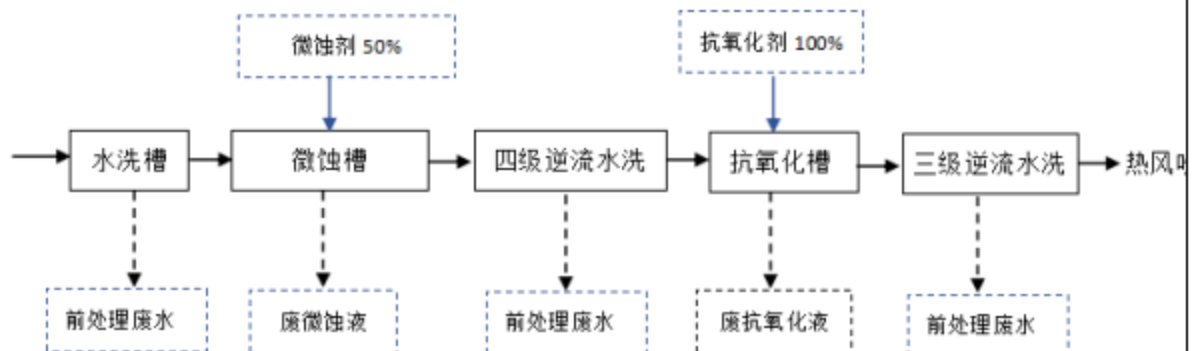 微蚀剂 50%
抗氧化剂 100%
水洗槽
微蚀槽
四级逆流水洗
抗氧化槽
三级逆流水洗
热风
前处理废水
废微蚀液
前处理废水
废抗氧化液
前处理废水